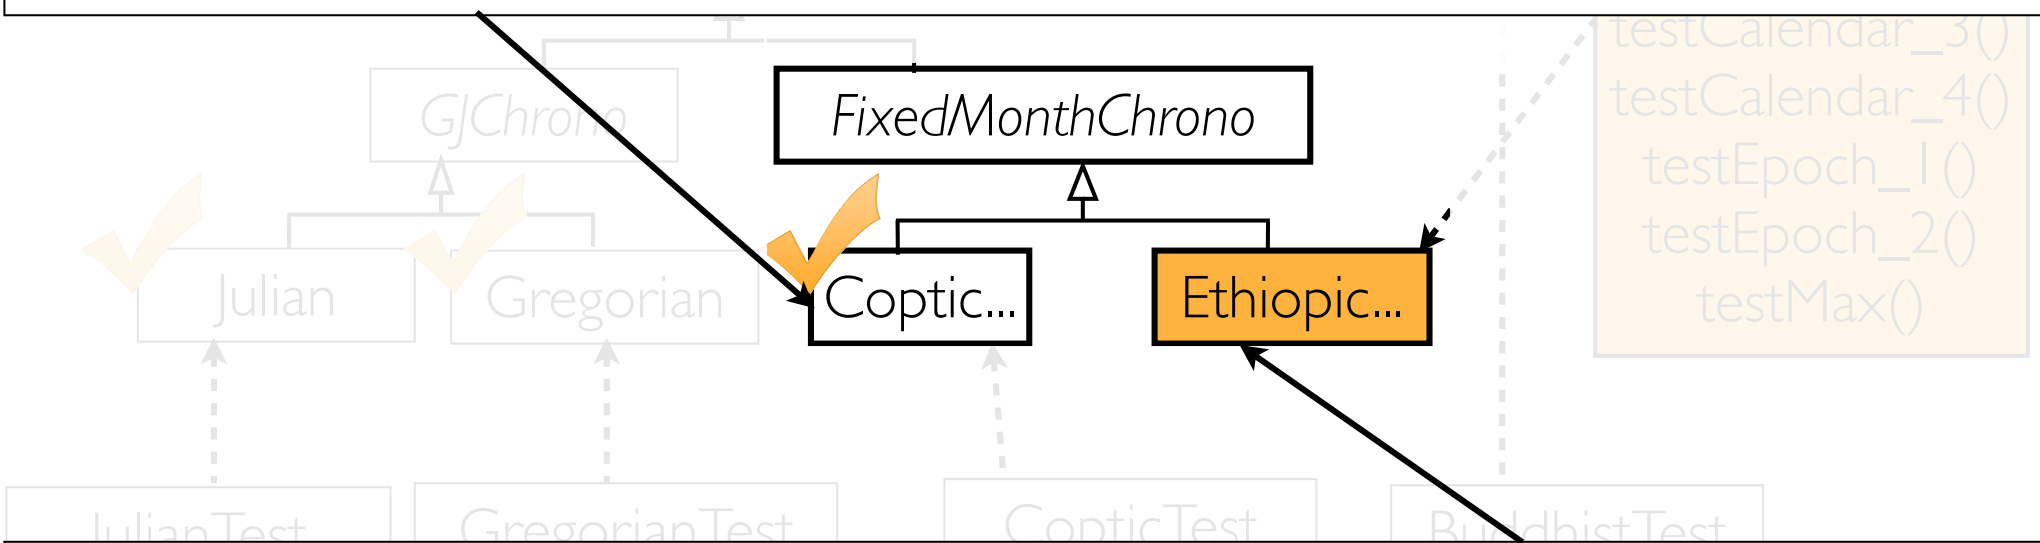 testCalendar_3()
testCalendar_4()
testEpoch_1()
testEpoch_2()
testMax()
GJChrono
FixedMonthChrono
Julian
Gregorian
Coptic...
Ethiopic...
JulianTest
GregorianTest
CopticTest
BuddhistTest